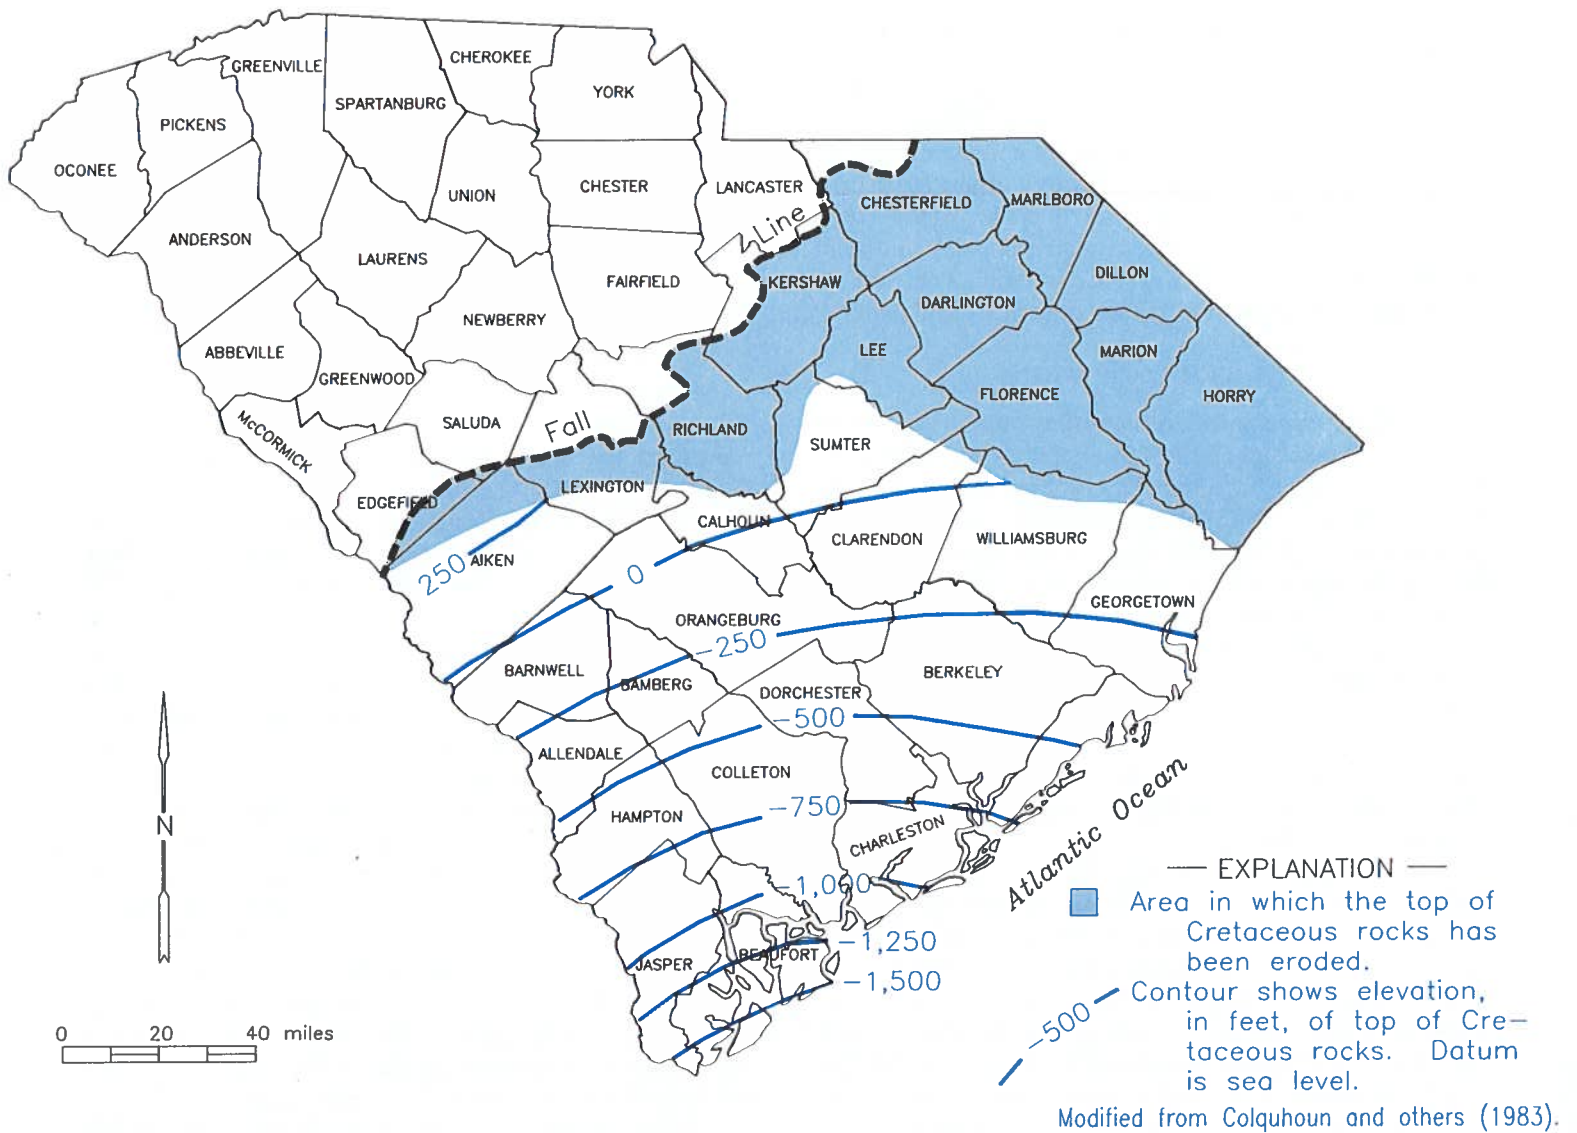 GREENVILLE
CHEROKEE
SPARTANBURG
YORK
PICKENS
OCONEE
UNION
CHESTER
LANCASTER
CHESTERFIELD
MARLBORO
ANDERSON
LAURENS
FAIRFIELD
Line
KERSHAW
DILLON
DARLINGTON
NEWBERRY
ABBEVILLE
GREENWOOD
LEE
MARION
FLORENCE
HORRY
McCORMICK
SALUDA
Fall
RICHLAND
SUMTER
EDGEFIELD
LEXINGTON
CALHOUN
CLARENDON
WILLIAMSBURG
250
AIKEN
0
GEORGETOWN
ORANGEBURG
-250
BARNWELL
BAMBERG
DORCHESTER
BERKELEY
-500
ALLENDALE
COLLETON
HAMPTON
-750
CHARLESTON
-1,000
JASPER
BEAUFORT
-1,250
-1,500
Atlantic Ocean
N
0 20 40 miles
EXPLANATION
Area in which the top of
Cretaceous rocks has
been eroded.
-500
Contour shows elevation,
in feet, of top of Cre-
taceous rocks. Datum
is sea level.
Modified from Colquhoun and others (1983).